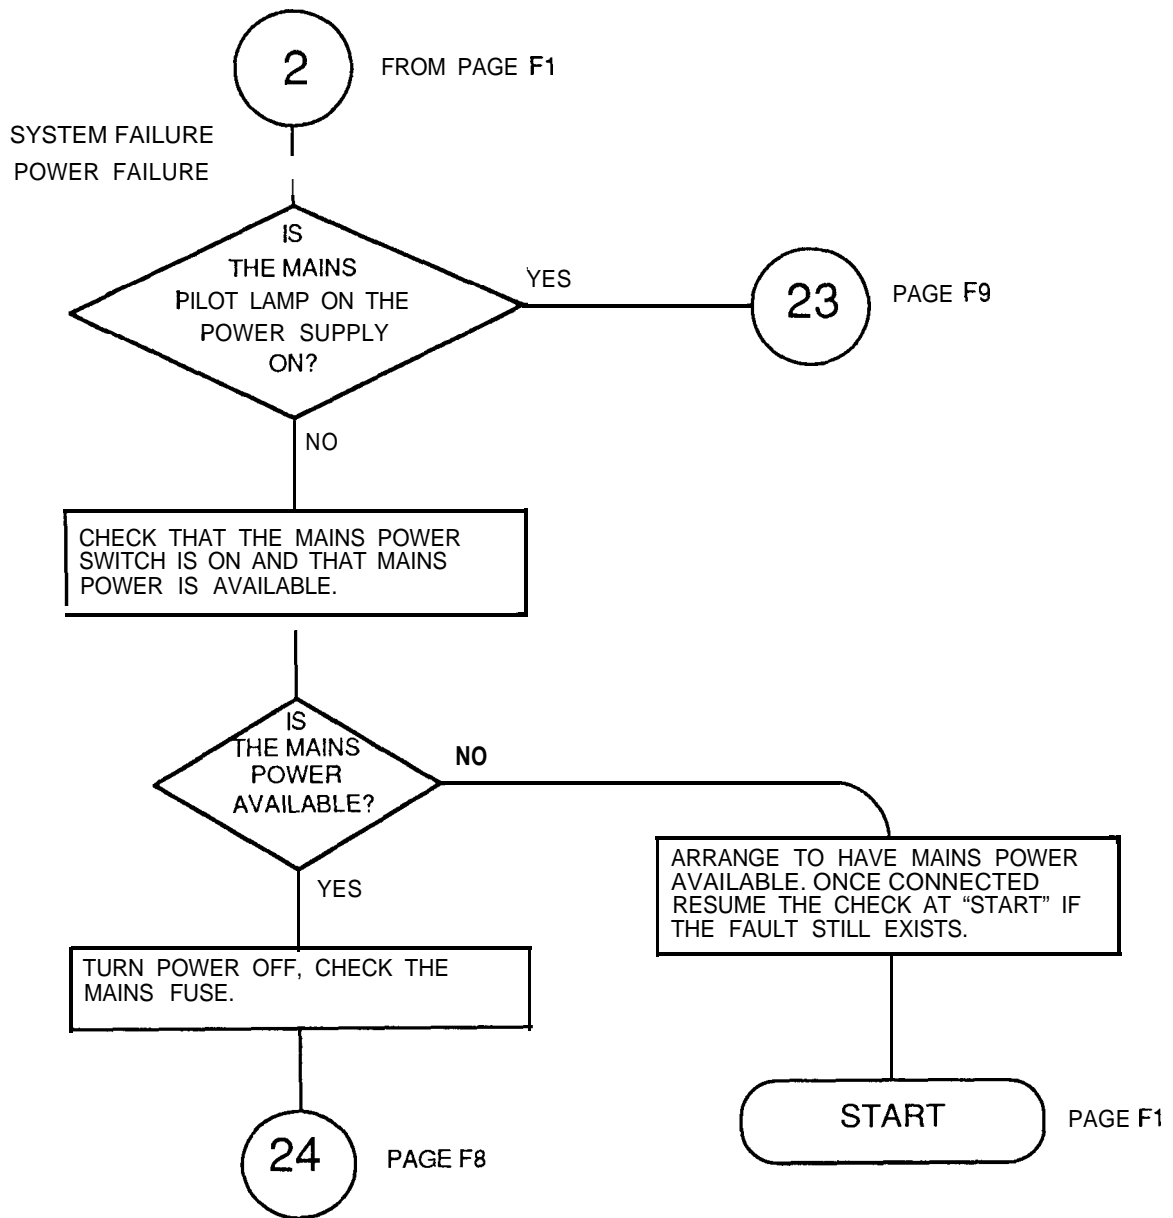 2
FROM PAGE F1
SYSTEM FAILURE
POWER FAILURE
IS
THE MAINS
PILOT LAMP ON THE
POWER SUPPLY
ON?
YES
23
PAGE F9
NO
CHECK THAT THE MAINS POWER
SWITCH IS ON AND THAT MAINS
POWER IS AVAILABLE.
IS
THE MAINS
POWER
AVAILABLE?
NO
YES
ARRANGE TO HAVE MAINS POWER
AVAILABLE. ONCE CONNECTED
RESUME THE CHECK AT “START” IF
THE FAULT STILL EXISTS.
TURN POWER OFF, CHECK THE
MAINS FUSE.
START
PAGE F1
24
PAGE F8